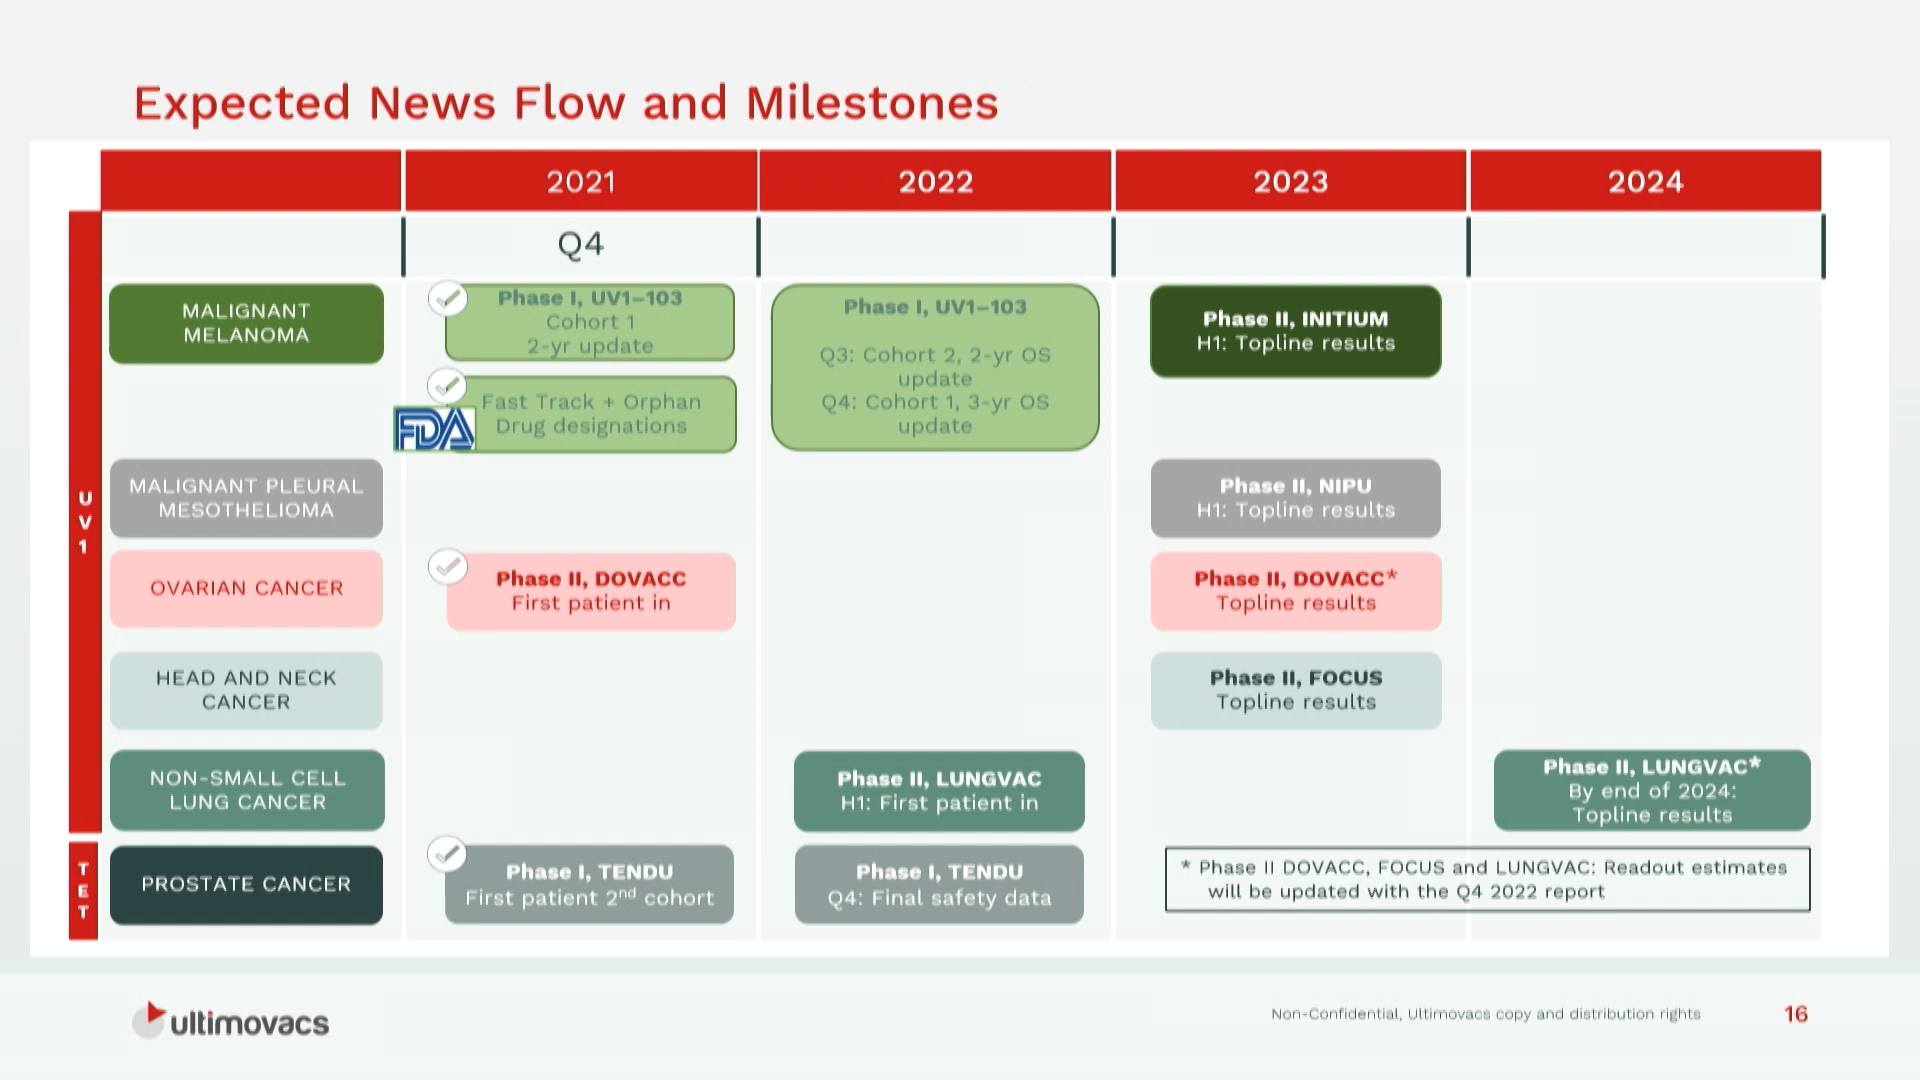 Expected News Flow and Milestones
2021
2022
2023
2024
Q4
UV1
MALIGNANT
MELANOMA
Phase I, UV1–103
Cohort 1
2-yr update
Fast Track + Orphan
Drug designations
FDA
Phase I, UV1–103
Q3: Cohort 2, 2-yr OS
update
Q4: Cohort 1, 3-yr OS
update
Phase II, INITIUM
H1: Topline results
MALIGNANT PLEURAL
MESOTHELIOMA
Phase II, NIPU
H1: Topline results
OVARIAN CANCER
Phase II, DOVACC
First patient in
Phase II, DOVACC*
Topline results
HEAD AND NECK
CANCER
Phase II, FOCUS
Topline results
NON-SMALL CELL
LUNG CANCER
Phase II, LUNGVAC
H1: First patient in
Phase II, LUNGVAC*
By end of 2024:
Topline results
TET
PROSTATE CANCER
Phase I, TENDU
First patient 2nd cohort
Phase I, TENDU
Q4: Final safety data
* Phase II DOVACC, FOCUS and LUNGVAC: Readout estimates
will be updated with the Q4 2022 report
ultimovacs
Non-Confidential, Ultimovacs copy and distribution rights
16